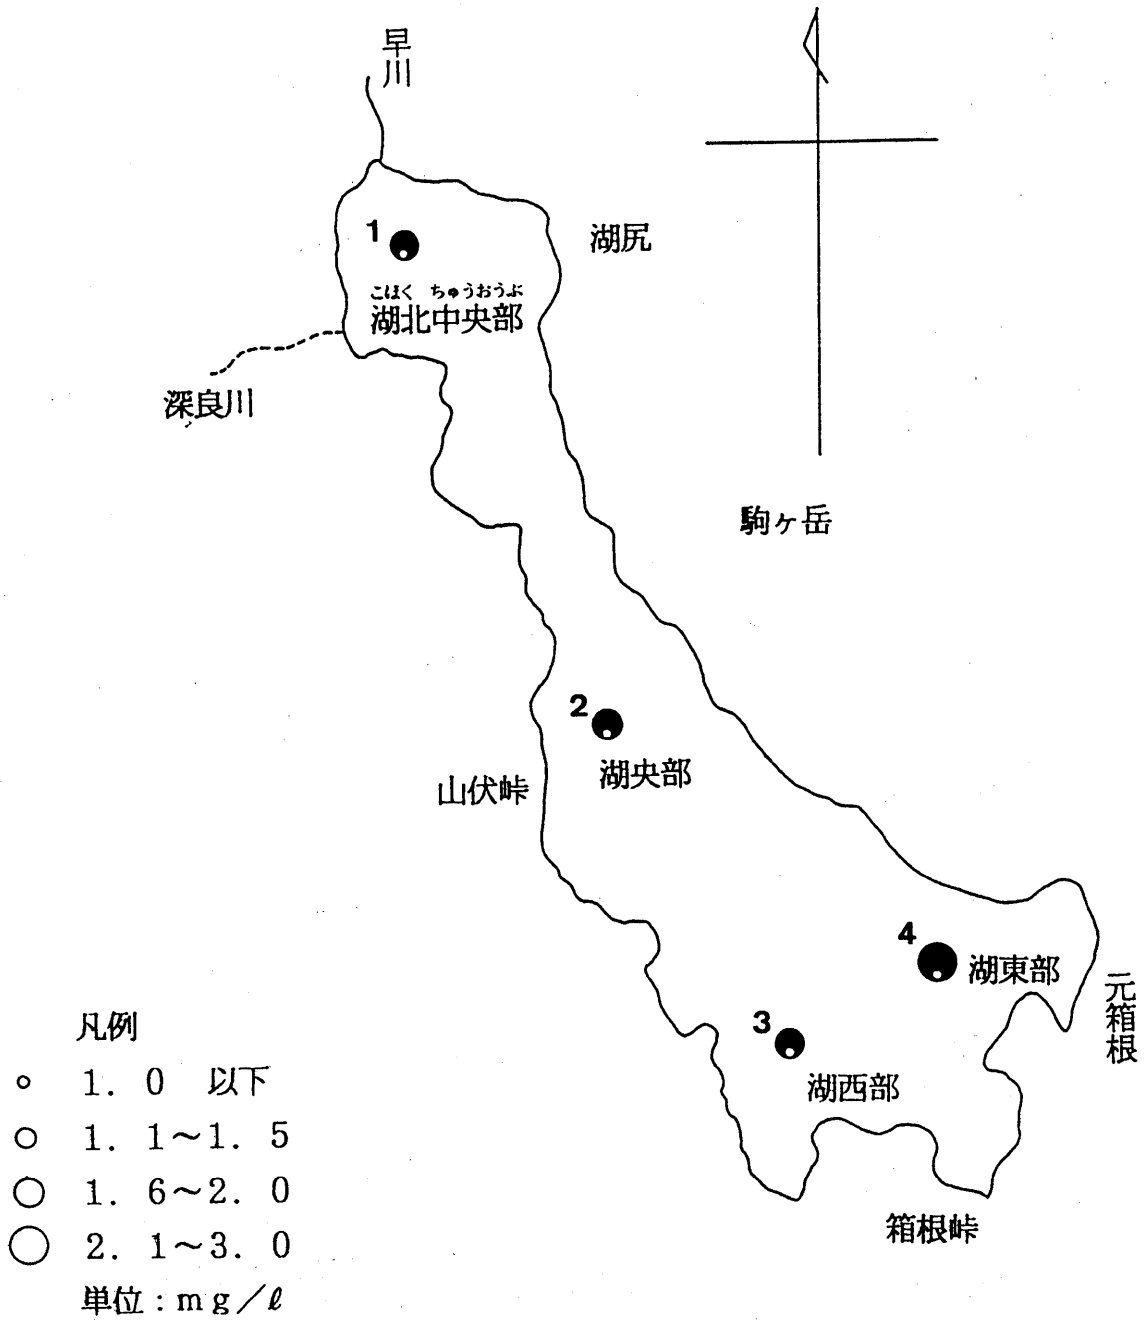 早川
1
湖尻
こほく ちゅうおうぶ
湖北中央部
深良川
駒ヶ岳
2
湖央部
山伏峠
4
湖東部
元箱根
3
湖西部
箱根峠
凡例
1.0 以下
1.1~1.5
1.6~2.0
2.1~3.0
単位:mg/ℓ